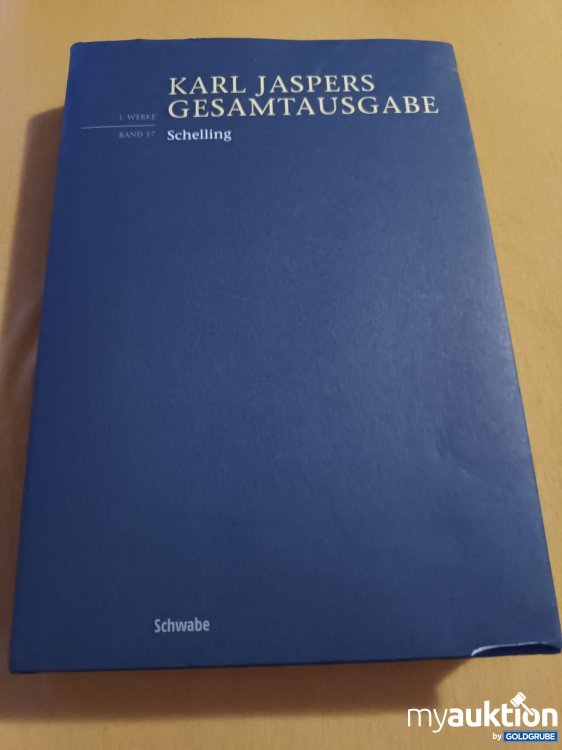 KARL JASPERS
GESAMTAUSGABE
I. WERKE
BAND 17
Schelling
Schwabe
myauktion
by GOLDGRUBE